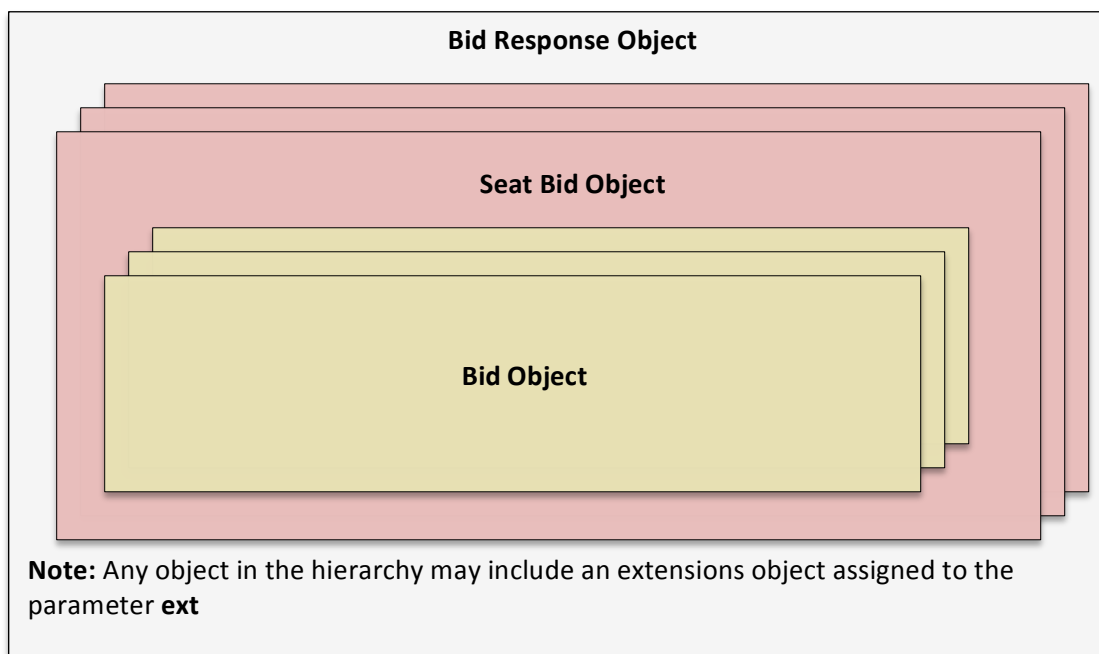 Bid Response Object
Seat Bid Object
Bid Object
Note: Any object in the hierarchy may include an extensions object assigned to the
parameter ext